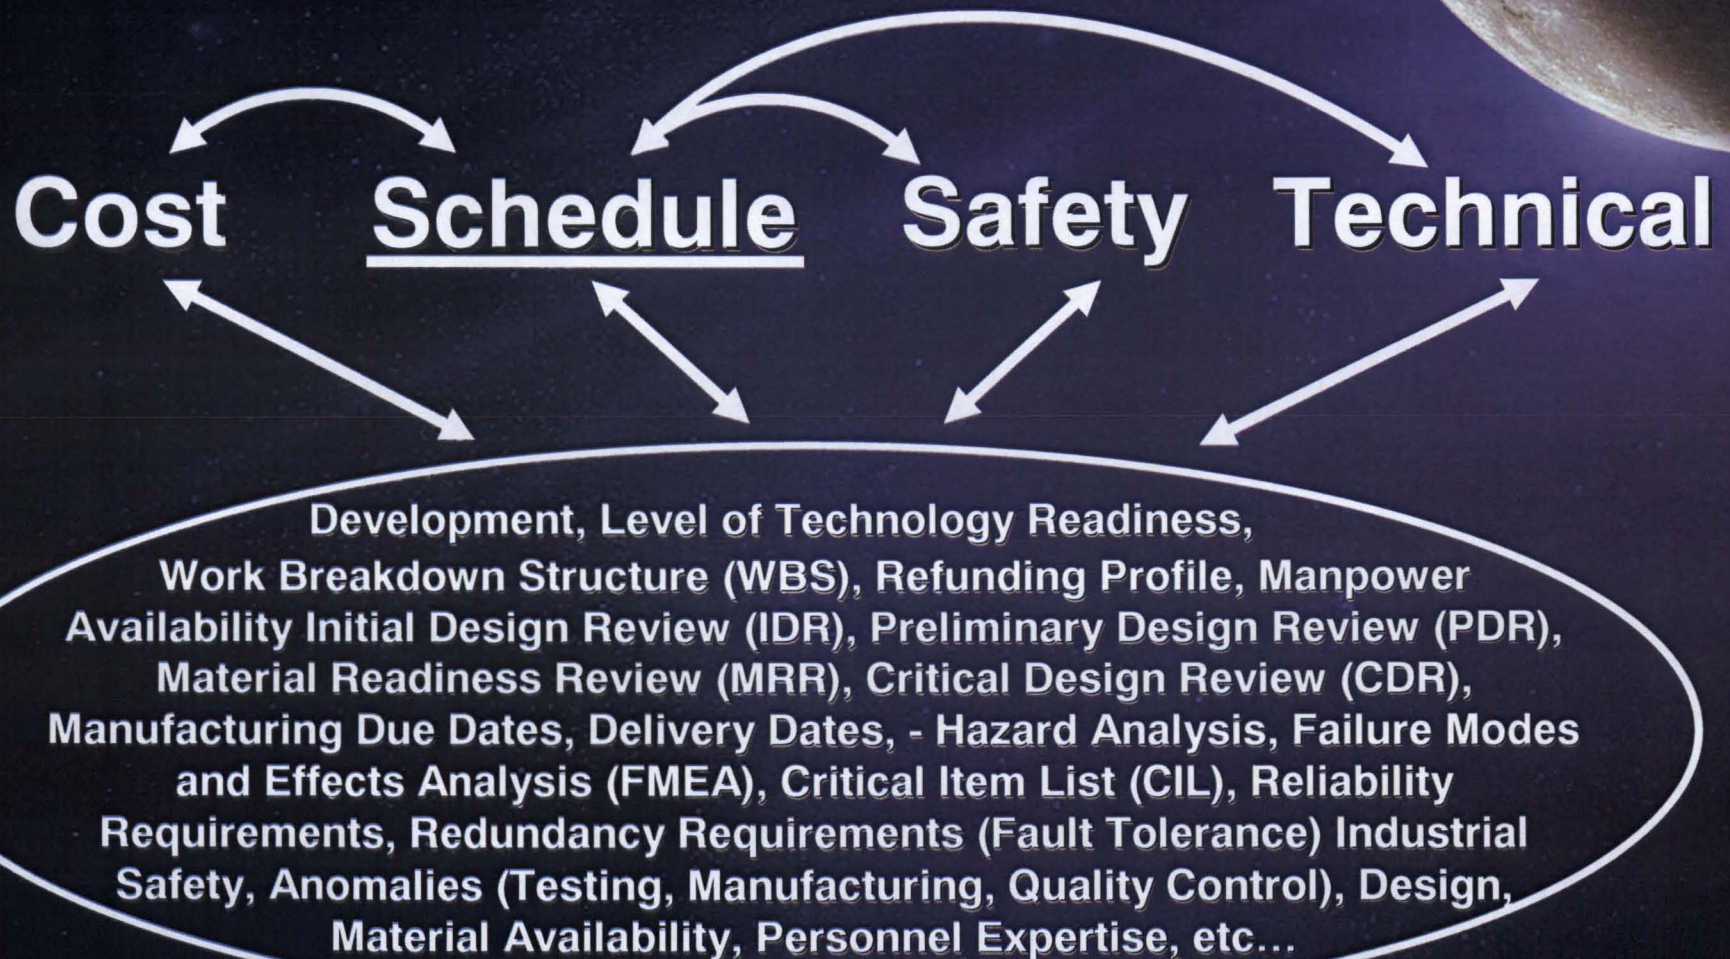 Cost Schedule Safety Technical
Development, Level of Technology Readiness,
Work Breakdown Structure (WBS), Refunding Profile, Manpower
Availability Initial Design Review (IDR), Preliminary Design Review (PDR),
Material Readiness Review (MRR), Critical Design Review (CDR),
Manufacturing Due Dates, Delivery Dates, - Hazard Analysis, Failure Modes
and Effects Analysis (FMEA), Critical Item List (CIL), Reliability
Requirements, Redundancy Requirements (Fault Tolerance) Industrial
Safety, Anomalies (Testing, Manufacturing, Quality Control), Design,
Material Availability, Personnel Expertise, etc...